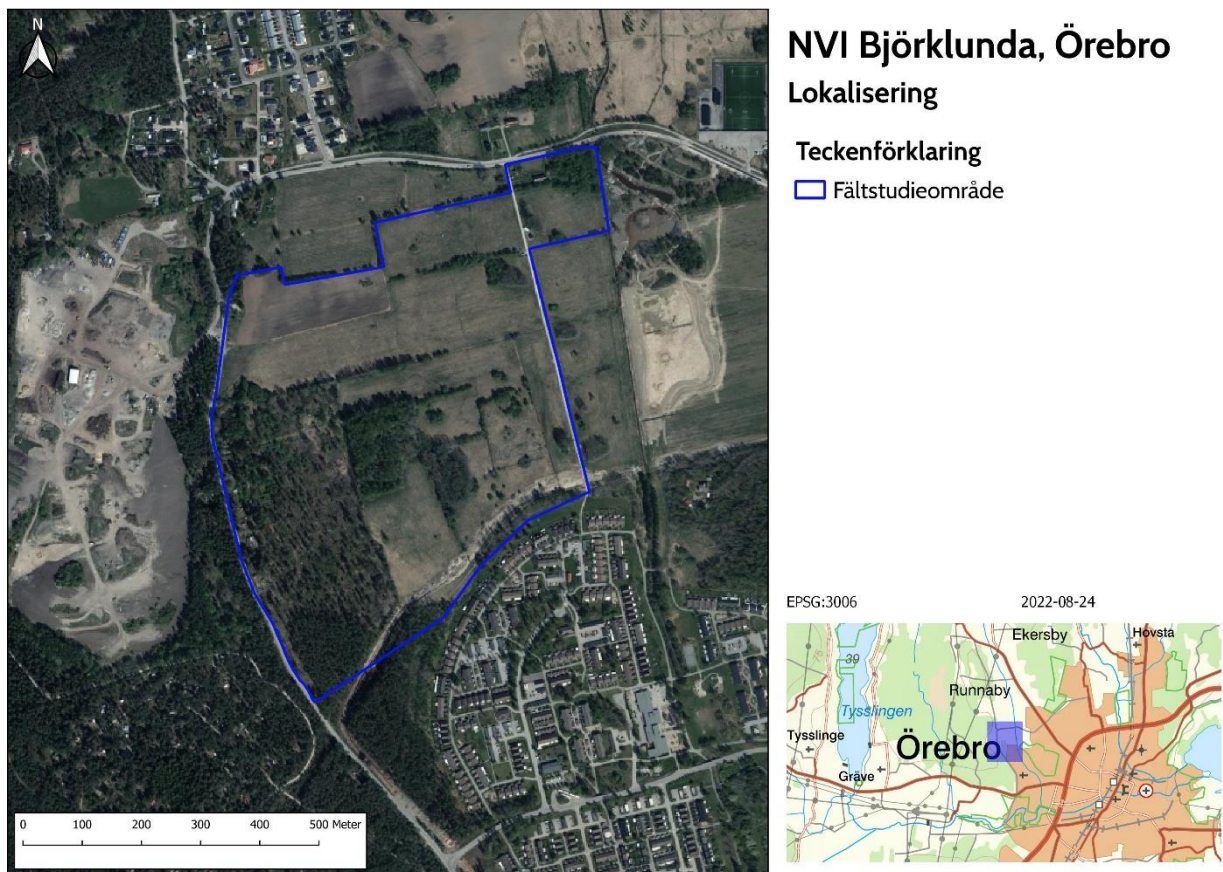 N
NVI Björklunda, Örebro
Lokalisering
Teckenförklaring
Fältstudieområde
0 100 200 300 400 500 Meter
EPSG:3006 2022-08-24
Ekersby
Hovsta
39
Runnaby
Tysslingen
Tysslinge
Örebro
Gräve